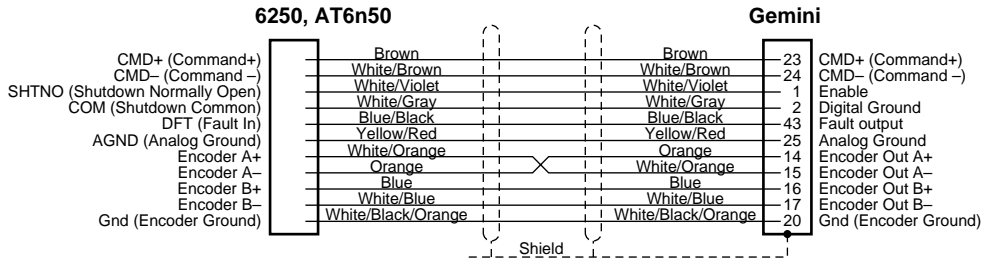 6250, AT6n50 Gemini
CMD+ (Command+) Brown Brown 23 CMD+ (Command+)
CMD– (Command –) White/Brown White/Brown 24 CMD– (Command –)
SHTNO (Shutdown Normally Open) White/Violet White/Violet 1 Enable
COM (Shutdown Common) White/Gray White/Gray 2 Digital Ground
DFT (Fault In) Blue/Black Blue/Black 43 Fault output
AGND (Analog Ground) Yellow/Red Yellow/Red 25 Analog Ground
Encoder A+ White/Orange Orange 14 Encoder Out A+
Encoder A– Orange White/Orange 15 Encoder Out A–
Encoder B+ Blue Blue 16 Encoder Out B+
Encoder B– White/Blue White/Blue 17 Encoder Out B–
Gnd (Encoder Ground) White/Black/Orange White/Black/Orange 20 Gnd (Encoder Ground)
Shield